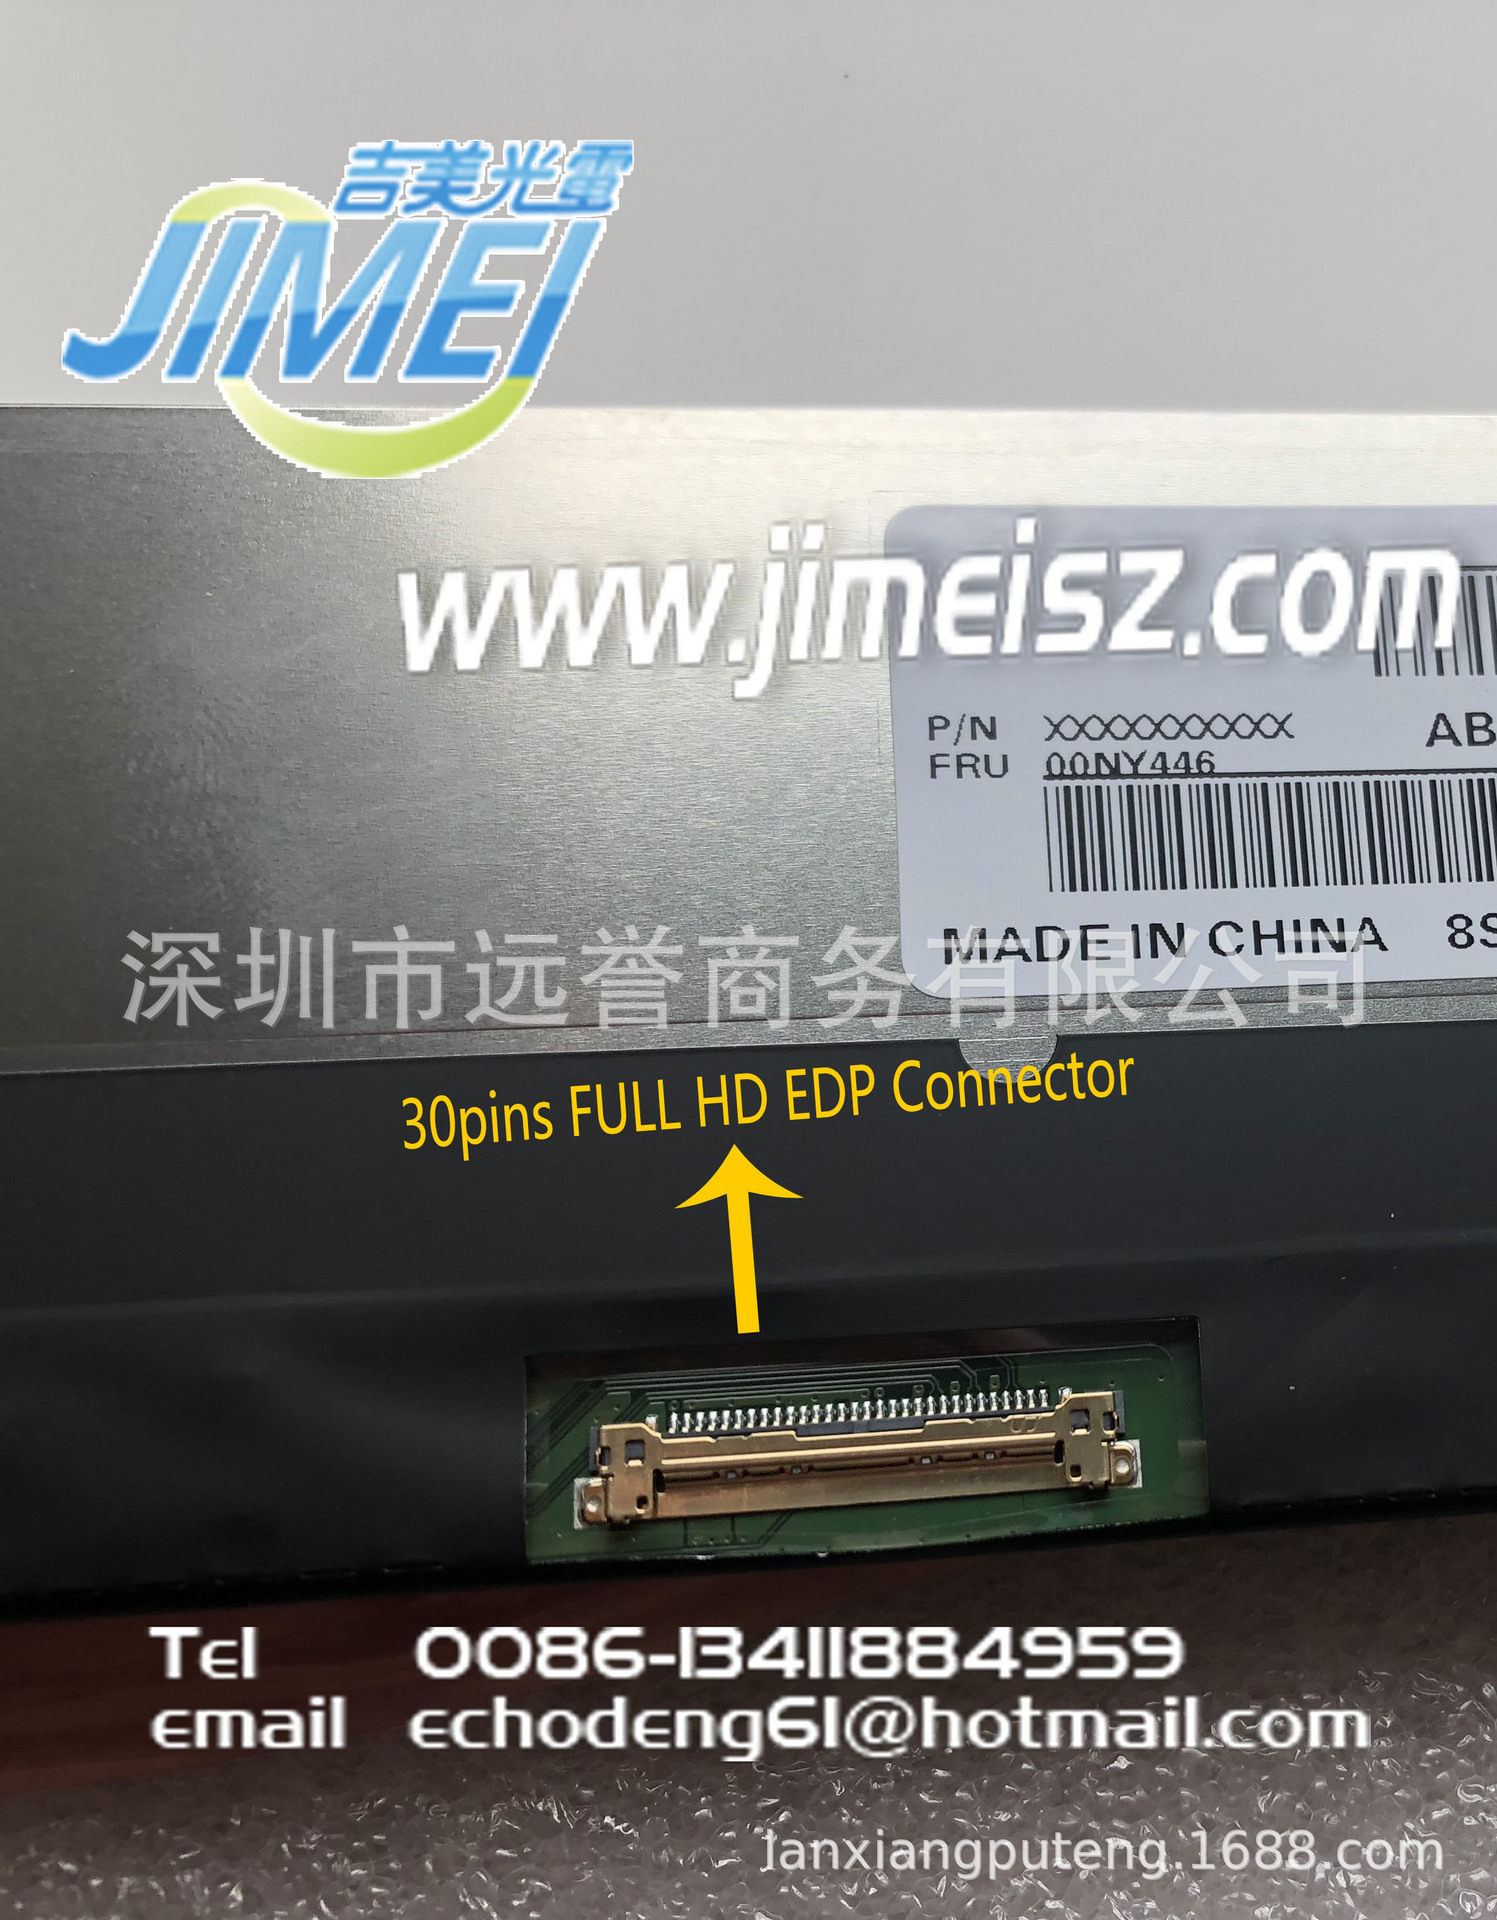 吉美光電
JIMEI
www.jimeisz.com
P/N XXXXXXXXXX AB
FRU 00NY446
MADE IN CHINA 8S
深圳市远誉商务有限公司
30pins FULL HD EDP Connector
Tel 0086-13411884959
email echodeng61@hotmail.com
lanxiangputeng.1688.com